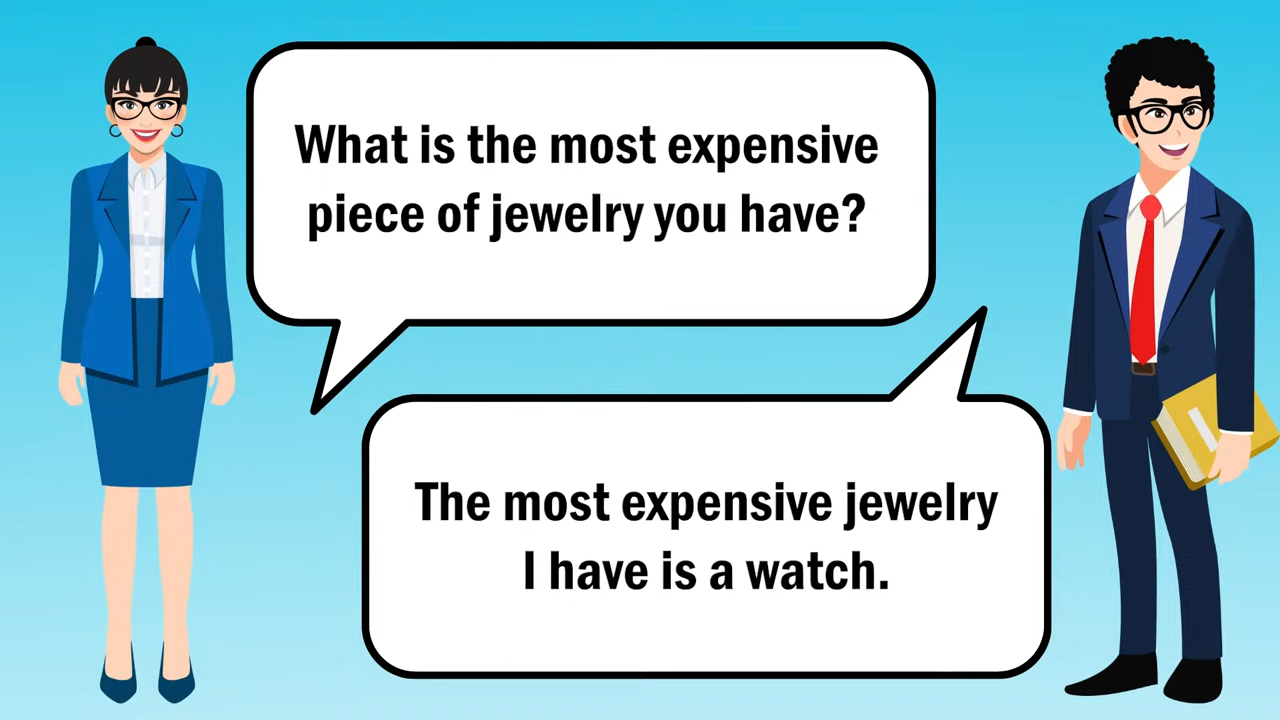 What is the most expensive
piece of jewelry you have?
The most expensive jewelry
I have is a watch.